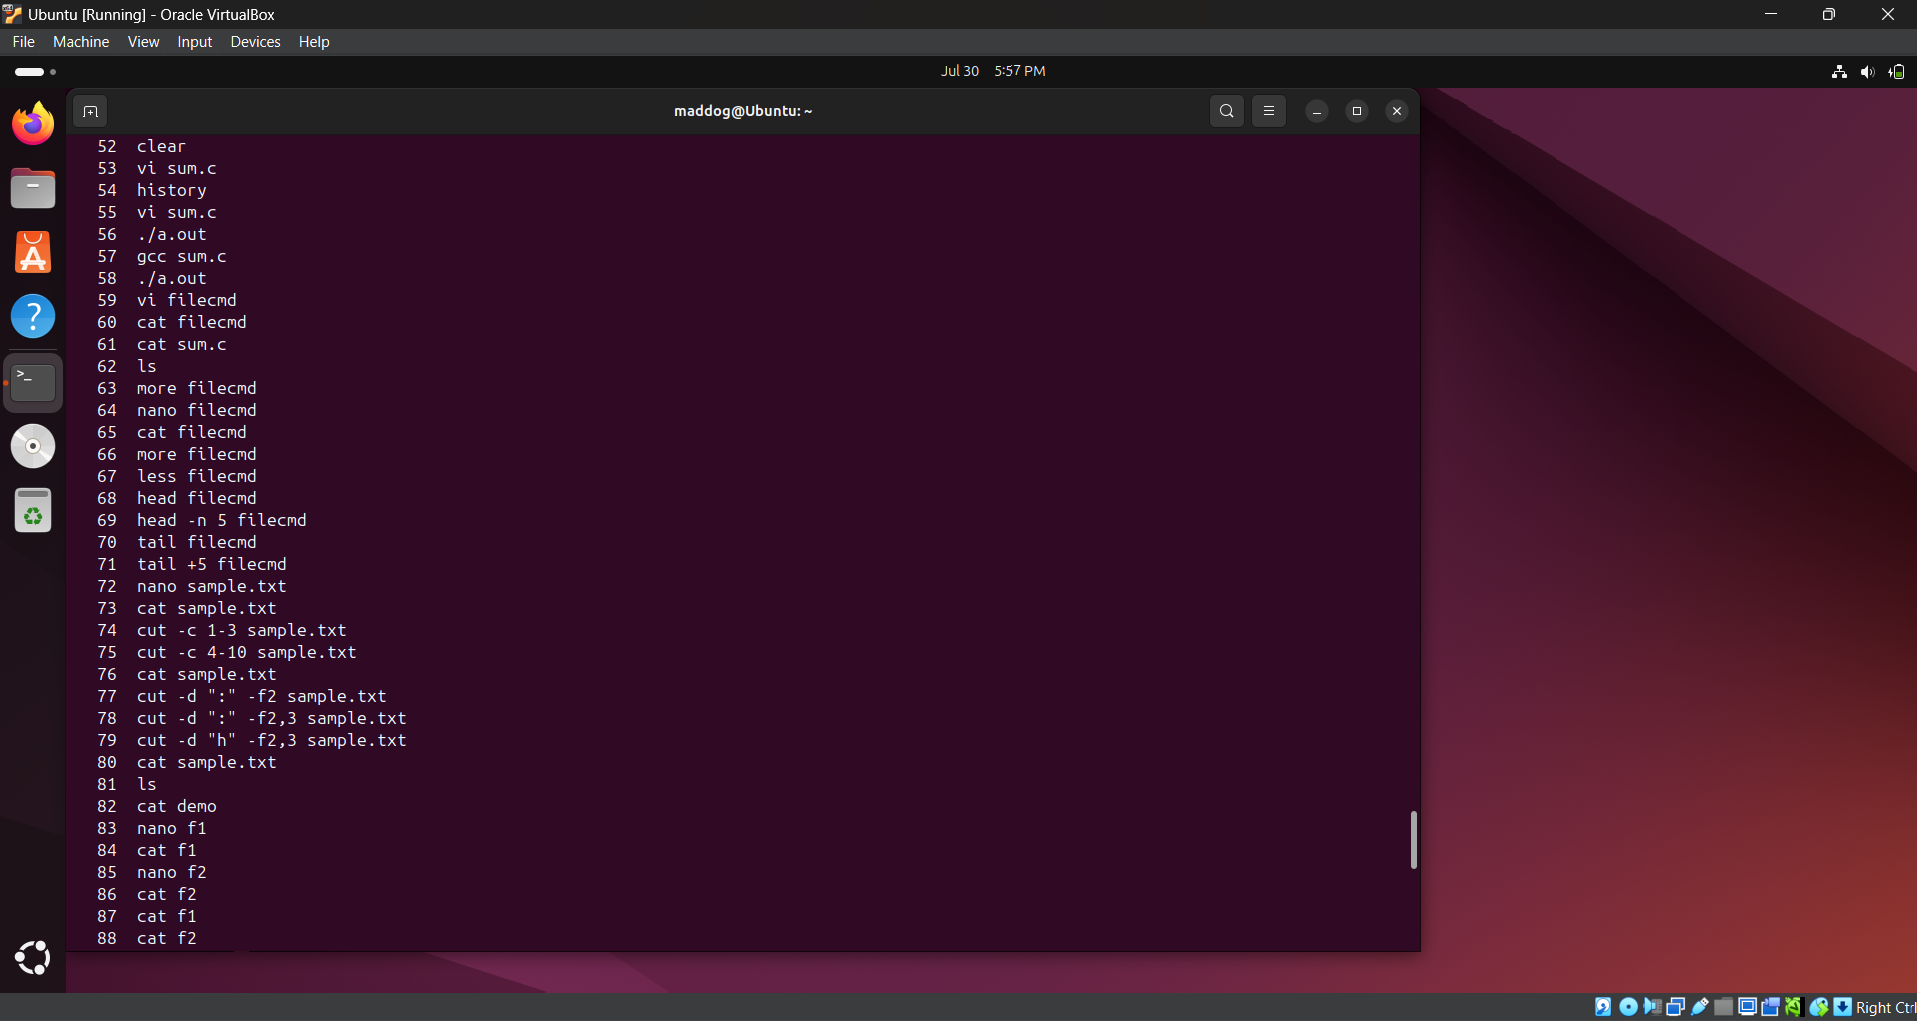 Ubuntu [Running] - Oracle VirtualBox
File Machine View Input Devices Help
Jul 30 5:57 PM
maddog@Ubuntu: ~
52 clear
53 vi sum.c
54 history
55 vi sum.c
56 ./a.out
57 gcc sum.c
58 ./a.out
59 vi filecmd
60 cat filecmd
61 cat sum.c
62 ls
63 more filecmd
64 nano filecmd
65 cat filecmd
66 more filecmd
67 less filecmd
68 head filecmd
69 head -n 5 filecmd
70 tail filecmd
71 tail +5 filecmd
72 nano sample.txt
73 cat sample.txt
74 cut -c 1-3 sample.txt
75 cut -c 4-10 sample.txt
76 cat sample.txt
77 cut -d ":" -f2 sample.txt
78 cut -d ":" -f2,3 sample.txt
79 cut -d "h" -f2,3 sample.txt
80 cat sample.txt
81 ls
82 cat demo
83 nano f1
84 cat f1
85 nano f2
86 cat f2
87 cat f1
88 cat f2
Right Ctrl